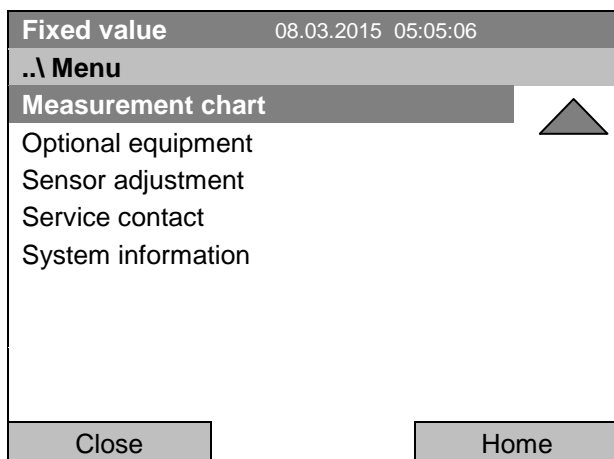 Fixed value 08.03.2015 05:05:06
..\ Menu
Measurement chart
Optional equipment
Sensor adjustment
Service contact
System information
Close Home